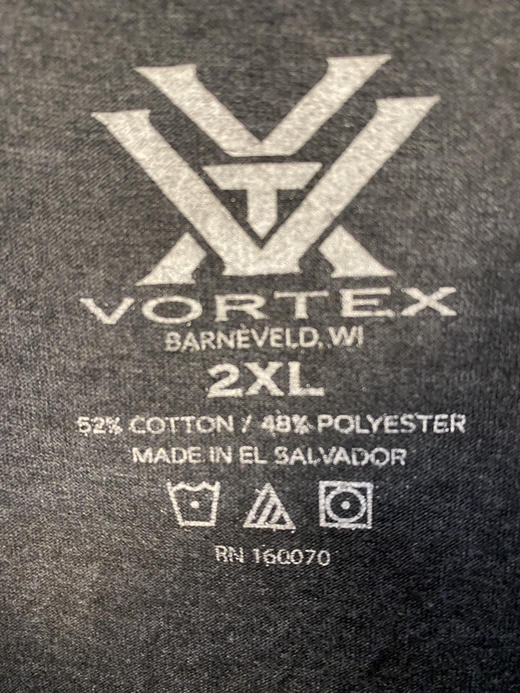 VORTEX
BARNEVELD, WI
2XL
52% COTTON / 48% POLYESTER
MADE IN EL SALVADOR
RN 160070